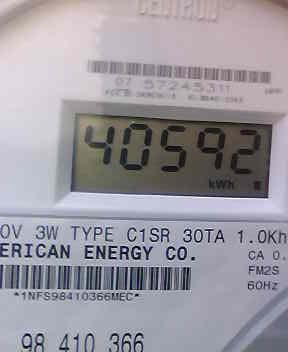 CENTRON
07 57245311
40592
kWh
0V 3W TYPE C1SR 30TA 1.0Kh
ERICAN ENERGY CO.
CA 0.
FM2S
60Hz
*1NFS98410366MEC*
98 410 366